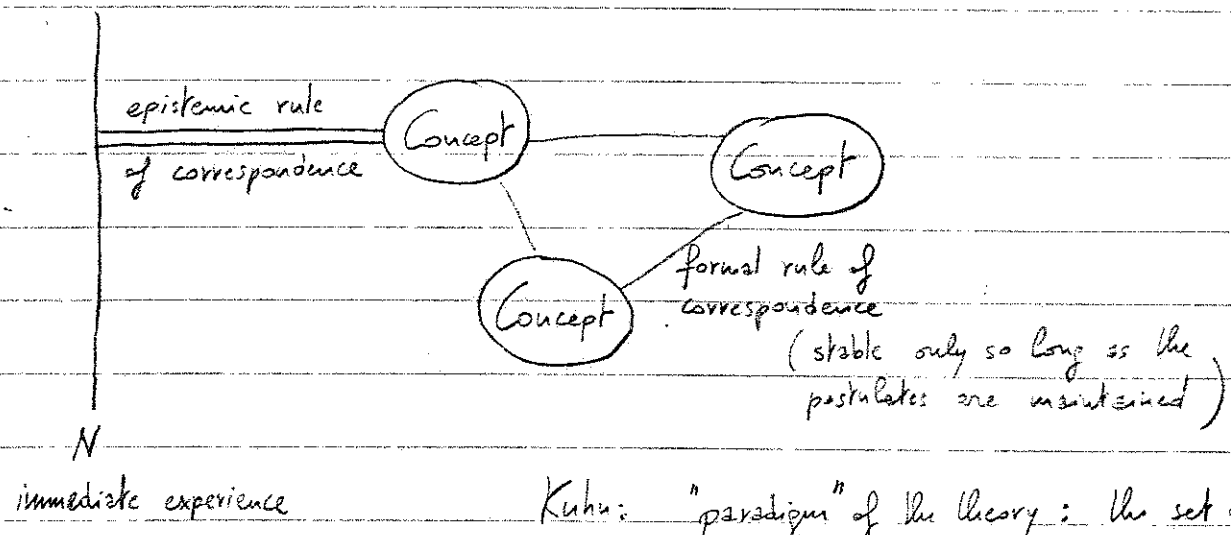 epistemic rule
of correspondence
Concept
Concept
Concept
formal rule of
correspondence
(stable only so long as the
postulates are maintained)
N
immediate experience
Kuhn: "paradigm" of the theory: the set